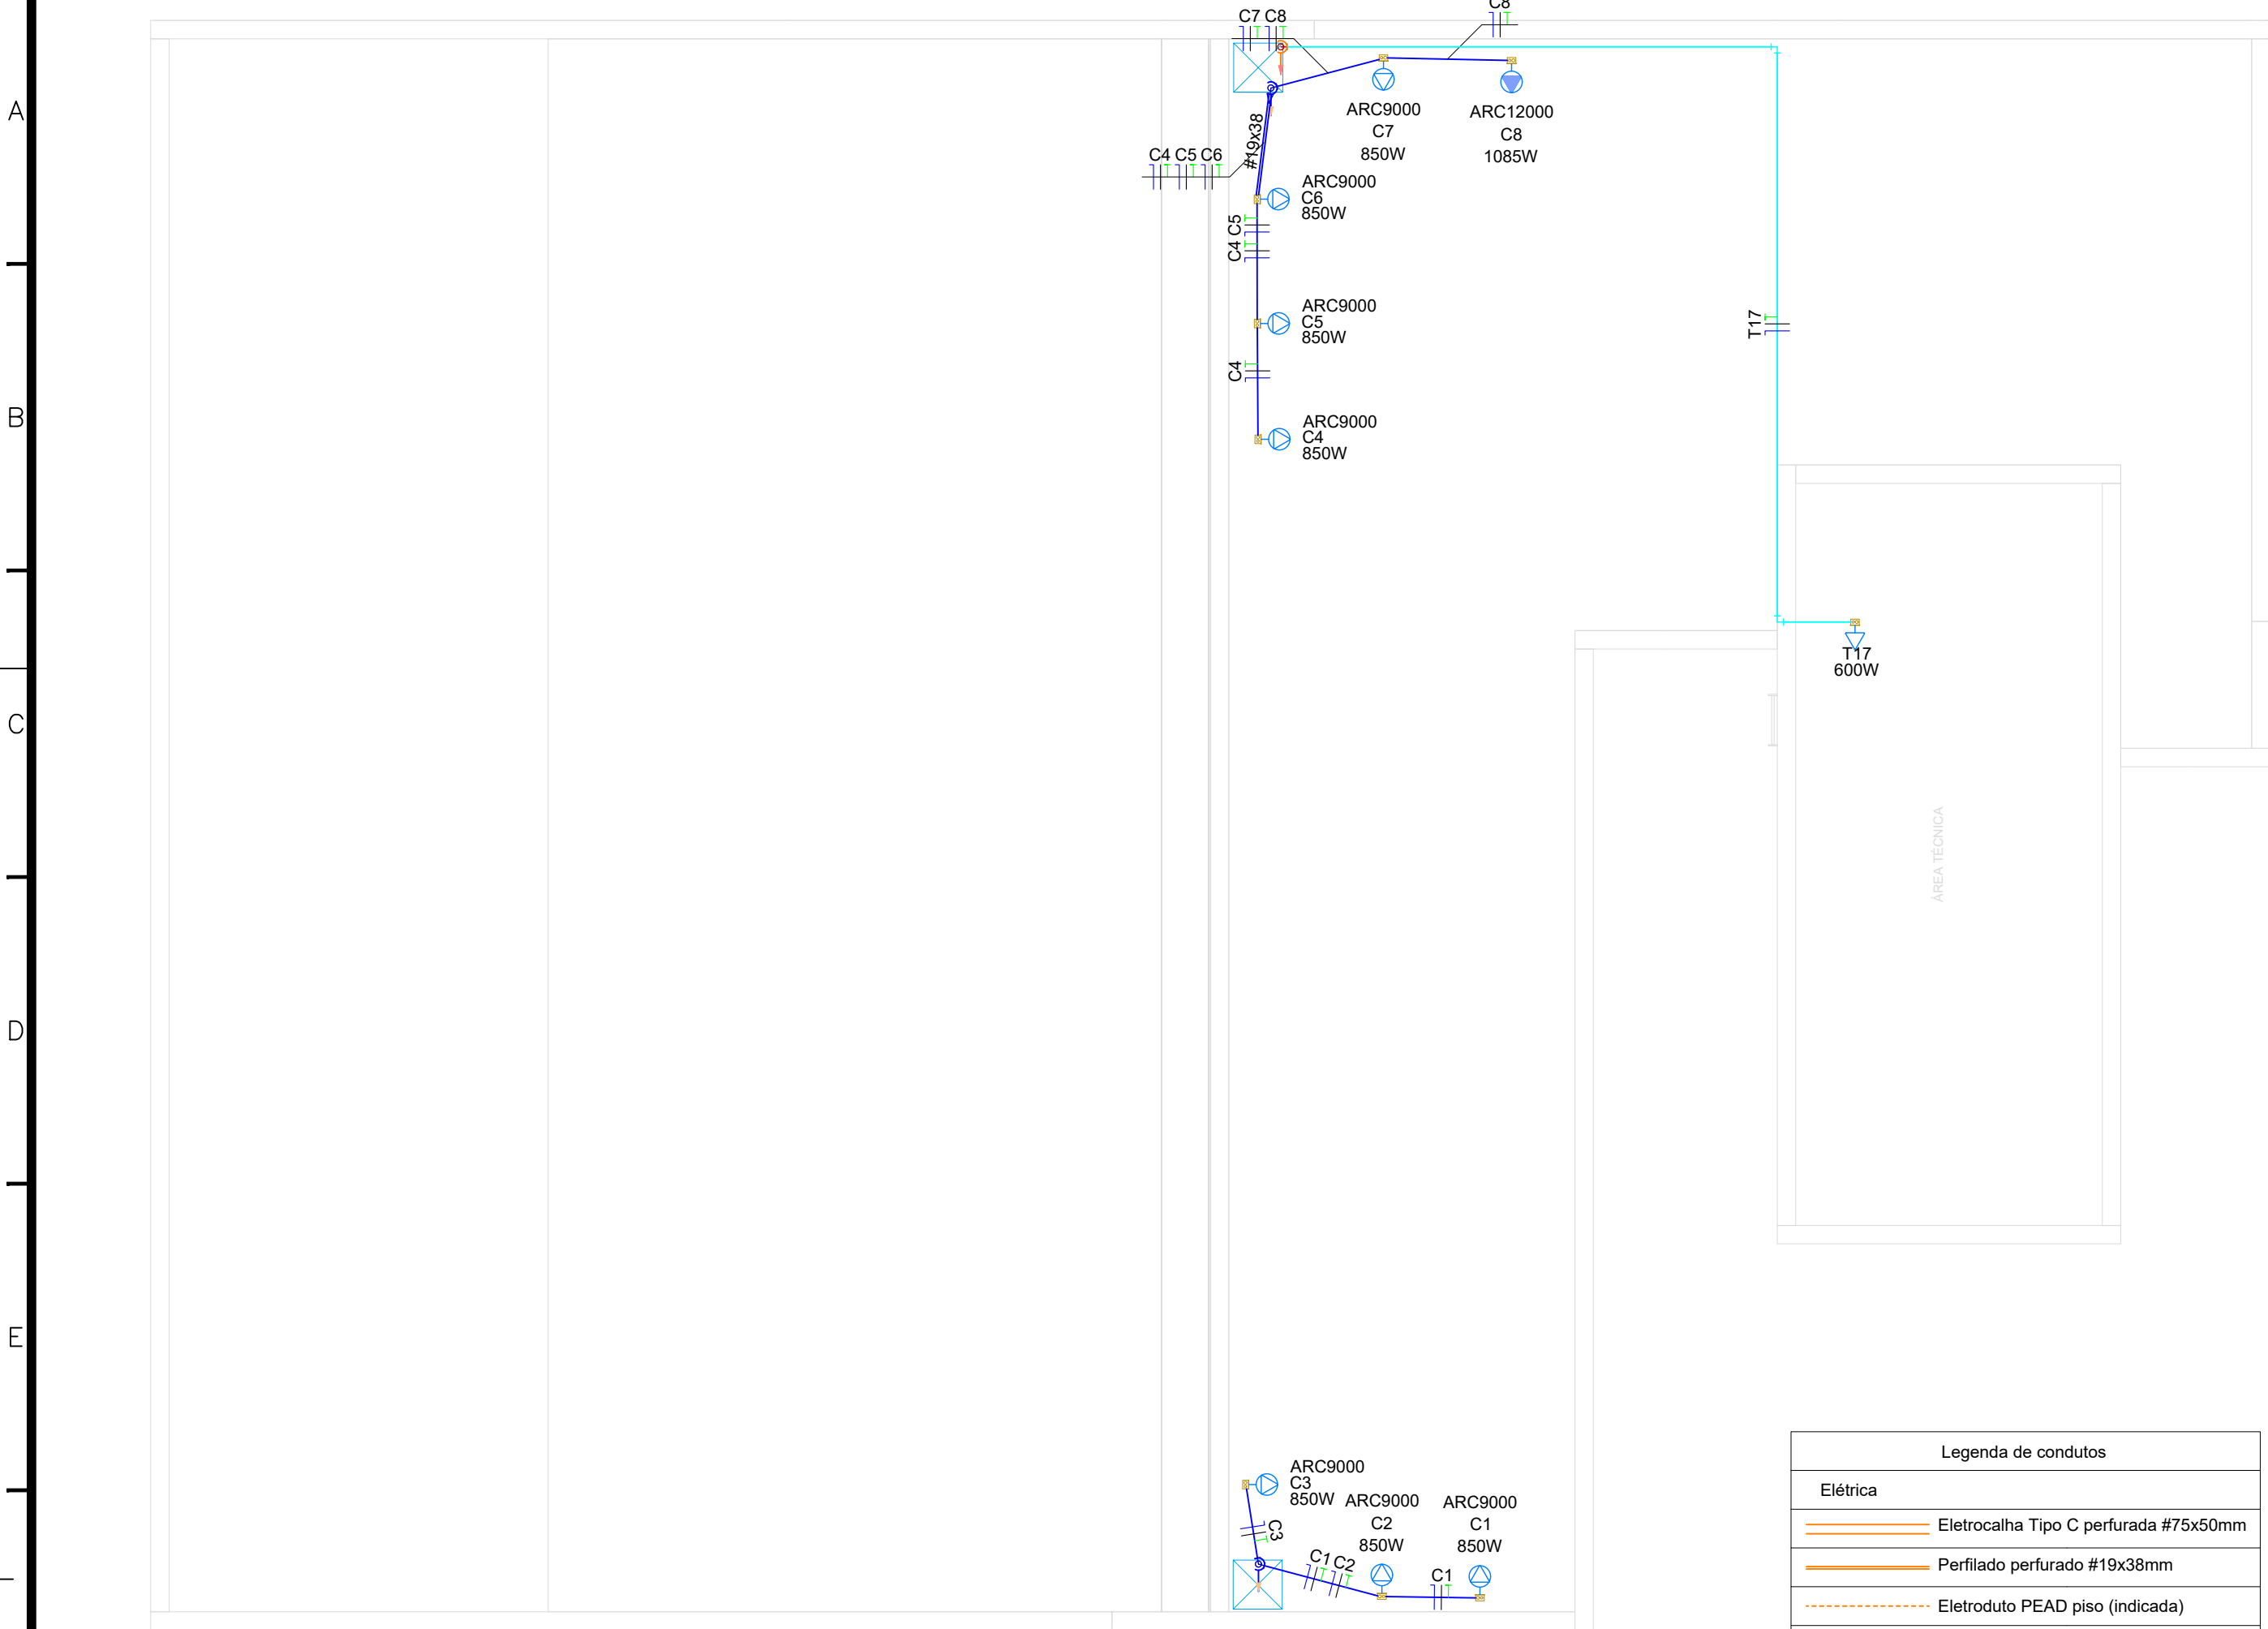 C8
C7 C8
A
ARC9000
C7
850W
ARC12000
C8
1085W
#19x38
C4 C5 C6
ARC9000
C6
850W
C5
C4
ARC9000
C5
850W
T17
C4
B
ARC9000
C4
850W
T17
600W
C
ÁREA TÉCNICA
D
E
Legenda de condutos
Elétrica
Eletrocalha Tipo C perfurada #75x50mm
Perfilado perfurado #19x38mm
Eletroduto PEAD piso (indicada)
ARC9000
C3
850W
ARC9000
C2
850W
ARC9000
C1
850W
C3
C1 C2
C1